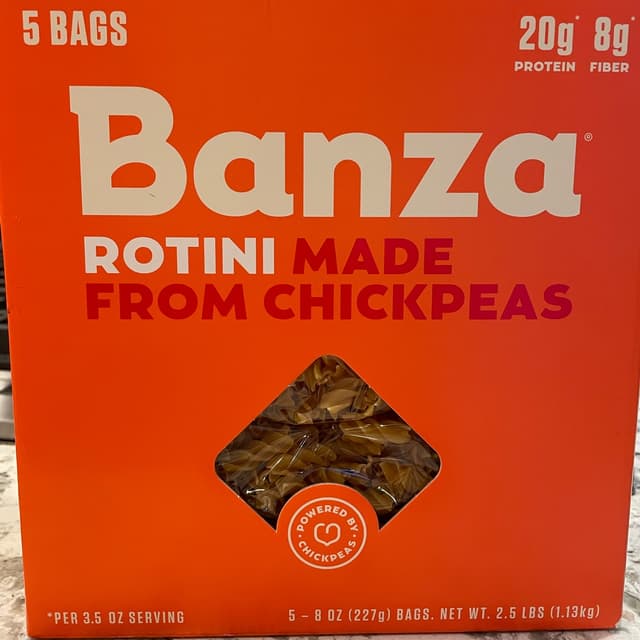 5 BAGS
20g* 8g*
PROTEIN FIBER
Banza®
ROTINI MADE
FROM CHICKPEAS
POWERED BY
CHICKPEAS
*PER 3.5 OZ SERVING
5 – 8 OZ (227g) BAGS. NET WT. 2.5 LBS (1.13kg)